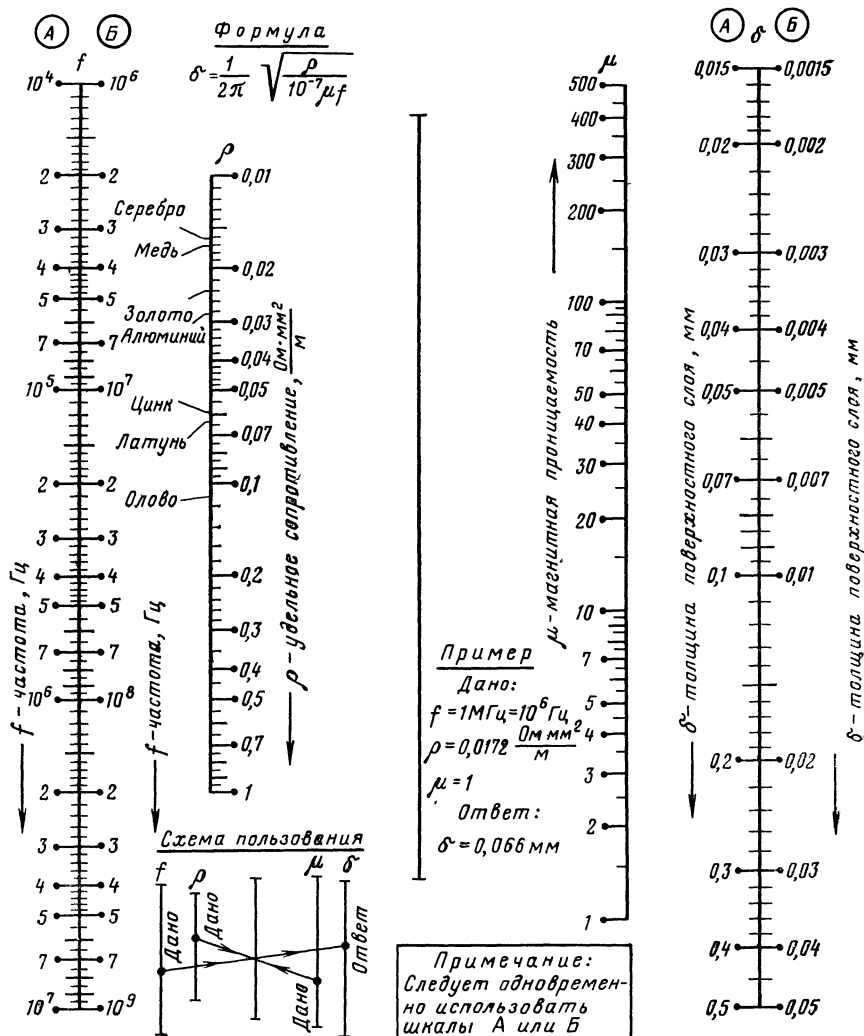 А Б
f
10⁴ 10⁶
2 2
3 3
4 4
5 5
7 7
10⁵ 10⁷
2 2
3 3
4 4
5 5
7 7
10⁶ 10⁸
2 2
3 3
4 4
5 5
7 7
10⁷ 10⁹
f-частота, Гц
f-частота, Гц
Формула
δ = 1/2π √(ρ/10⁻⁷μf)
ρ
0,01
0,02
0,03
0,04
0,05
0,07
0,1
0,2
0,3
0,4
0,5
0,7
1
Серебро
Медь
Золото
Алюминий
Цинк
Латунь
Олово
ρ-удельное сопротивление, Ом·мм²/м
μ
500
400
300
200
100
70
50
40
30
20
10
7
5
4
3
2
1
μ-магнитная проницаемость
Пример
Дано:
f = 1МГц=10⁶Гц
ρ=0,0172 Ом мм²/м
μ=1
Ответ:
δ=0,066 мм
А δ Б
0,015 0,0015
0,02 0,002
0,03 0,003
0,04 0,004
0,05 0,005
0,07 0,007
0,1 0,01
0,2 0,02
0,3 0,03
0,4 0,04
0,5 0,05
δ-толщина поверхностного слоя, мм
δ-толщина поверхностного слоя, мм
Схема пользования
f ρ μ δ
Дано
Дано
Дано
Ответ
Примечание:
Следует одновремен-
но использовать
шкалы А или Б